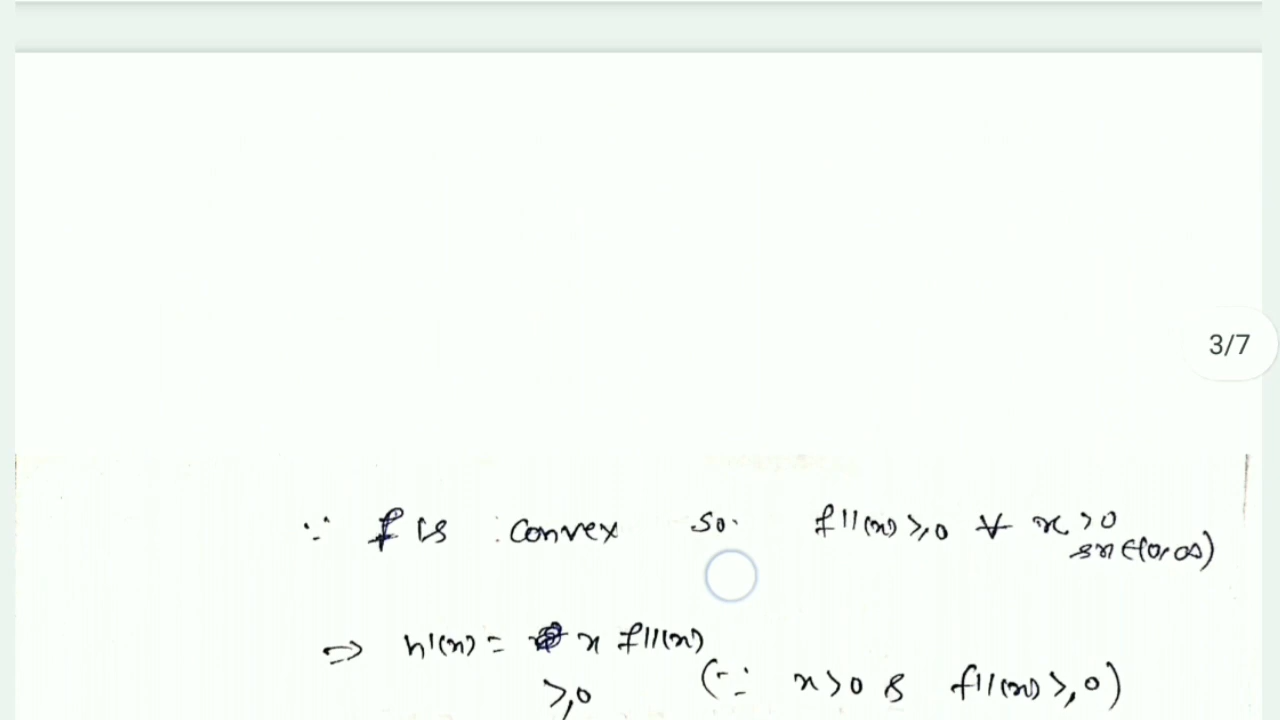 3/7
∵ f is convex so. f''(x) ≥, 0 ∀ x > 0
& x ∈ (0, ∞)
⇒ h'(x) = x f''(x)
≥, 0 (∵ x > 0 & f''(x) ≥, 0)